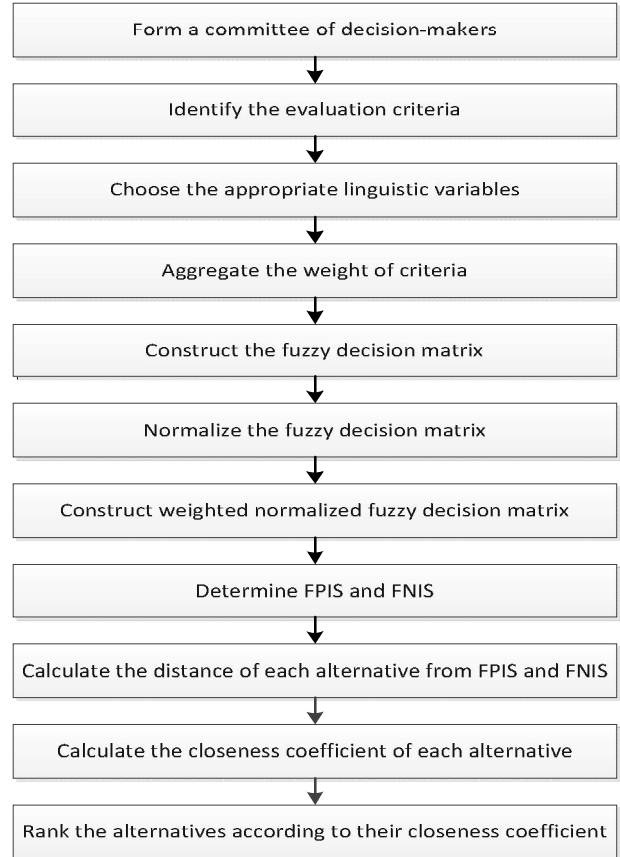 Form a committee of decision-makers
Identify the evaluation criteria
Choose the appropriate linguistic variables
Aggregate the weight of criteria
Construct the fuzzy decision matrix
Normalize the fuzzy decision matrix
Construct weighted normalized fuzzy decision matrix
Determine FPIS and FNIS
Calculate the distance of each alternative from FPIS and FNIS
Calculate the closeness coefficient of each alternative
Rank the alternatives according to their closeness coefficient